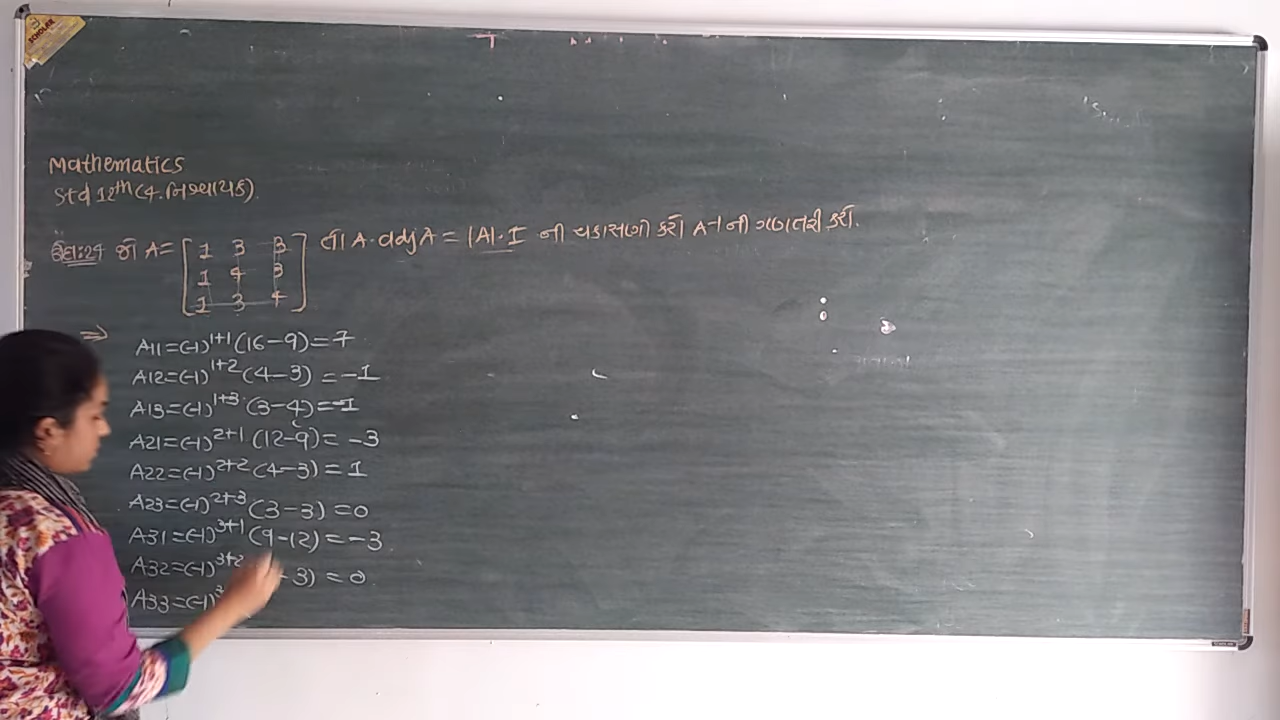 SCHOLAR
Mathematics
Std 12th (4. નિશ્ચાયક).
ઉદા:24 જો A = [ 1 3 3 તો A·adjA = |A|·I ની ચકાસણી કરો A-1 ની ગણતરી કરો.
1 4 3
1 3 4 ]
⇒ A11=(-1)^1+1 (16-9)=7
A12=(-1)^1+2 (4-3)=-1
A13=(-1)^1+3 (3-4)=-1
A21=(-1)^2+1 (12-9)=-3
A22=(-1)^2+2 (4-3)=1
A23=(-1)^2+3 (3-3)=0
A31=(-1)^3+1 (9-12)=-3
A32=(-1)^3+2 -3)=0
A33=(-1)^3